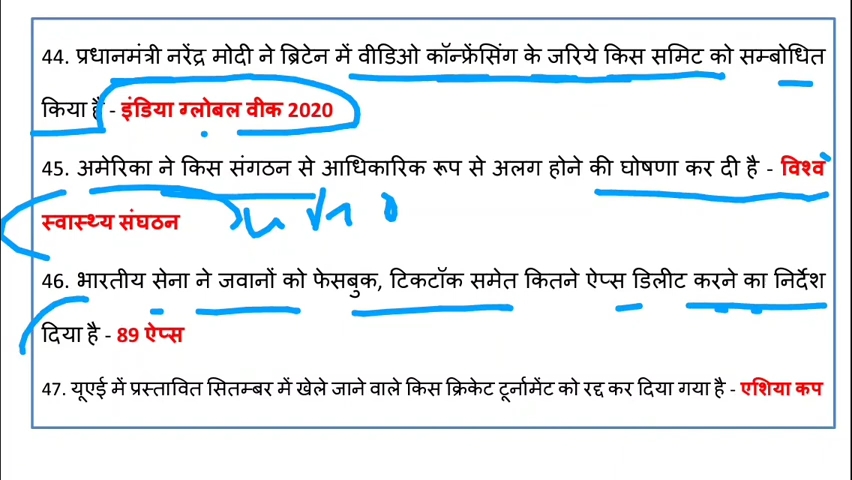 44. प्रधानमंत्री नरेंद्र मोदी ने ब्रिटेन में वीडिओ कॉन्फ्रेंसिंग के जरिये किस समिट को सम्बोधित
किया है - इंडिया ग्लोबल वीक 2020
45. अमेरिका ने किस संगठन से आधिकारिक रूप से अलग होने की घोषणा कर दी है - विश्व
स्वास्थ्य संघठन
46. भारतीय सेना ने जवानों को फेसबुक, टिकटॉक समेत कितने ऐप्स डिलीट करने का निर्देश
दिया है - 89 ऐप्स
47. यूएई में प्रस्तावित सितम्बर में खेले जाने वाले किस क्रिकेट टूर्नामेंट को रद्द कर दिया गया है - एशिया कप